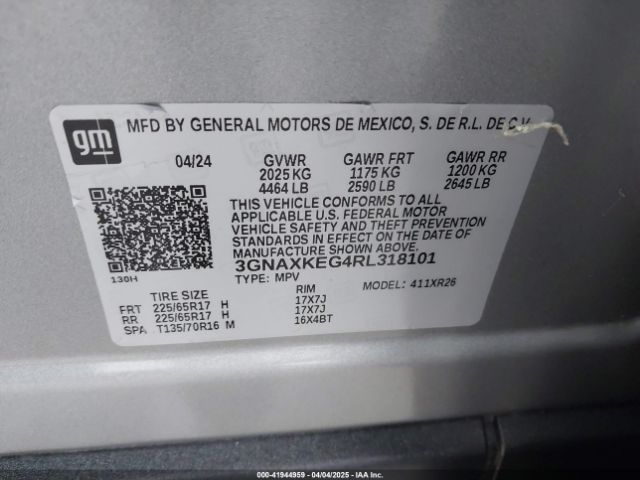 gm
MFD BY GENERAL MOTORS DE MEXICO, S. DE R.L. DE C.V.
04/24 GVWR GAWR FRT GAWR RR
2025 KG 1175 KG 1200 KG
4464 LB 2590 LB 2645 LB
THIS VEHICLE CONFORMS TO ALL
APPLICABLE U.S. FEDERAL MOTOR
VEHICLE SAFETY AND THEFT PREVENTION
STANDARDS IN EFFECT ON THE DATE OF
MANUFACTURE SHOWN ABOVE.
3GNAXKEG4RL318101
130H
TYPE: MPV MODEL: 411XR26
TIRE SIZE RIM
FRT 225/65R17 H 17X7J
RR 225/65R17 H 17X7J
SPA T135/70R16 M 16X4BT
© IMAGE - 41944959 - 04/04/2025 - IAA Inc.